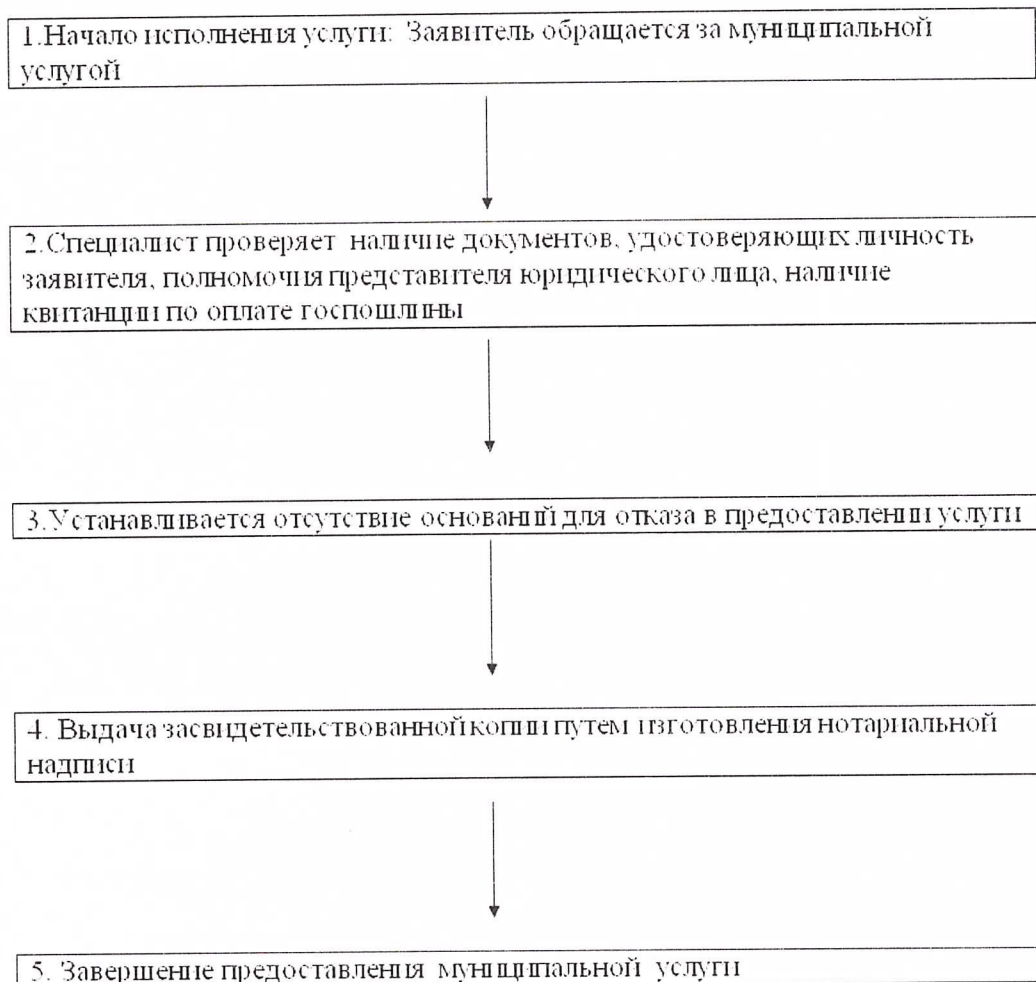 1.Начало исполнения услуги: Заявитель обращается за муниципальной
услугой
2.Специалист проверяет наличие документов, удостоверяющих личность
заявителя, полномочия представителя юридического лица, наличие
квитанции по оплате госпошлины
3.Устанавливается отсутствие оснований для отказа в предоставлении услуги
4. Выдача засвидетельствованной копии путем изготовления нотариальной
надписи
5. Завершение предоставления муниципальной услуги